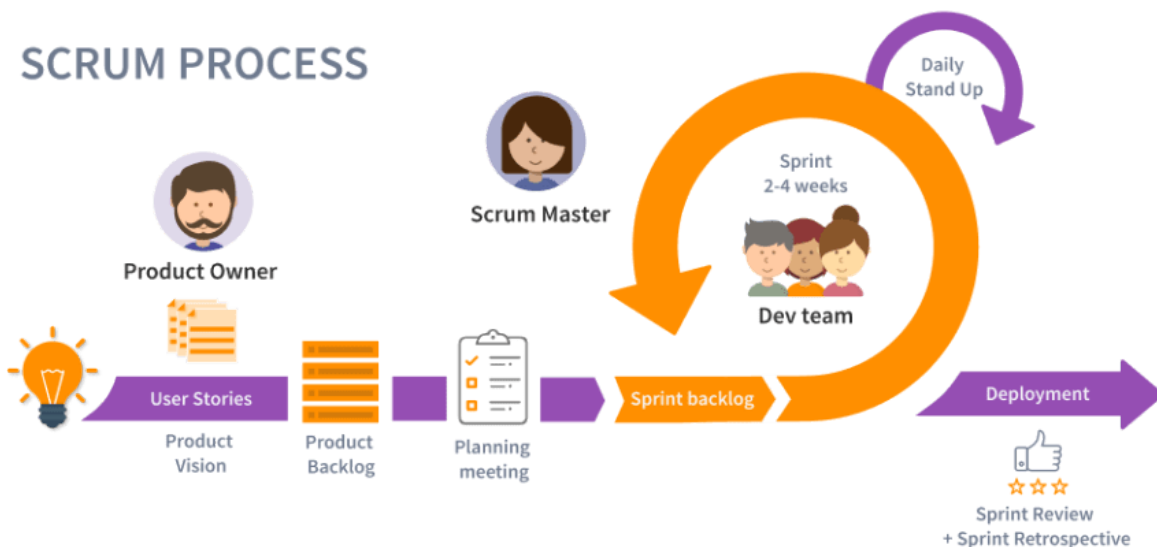 SCRUM PROCESS
Daily
Stand Up
Sprint
2-4 weeks
Scrum Master
Product Owner
Dev team
User Stories
Sprint backlog
Deployment
Product
Vision
Product
Backlog
Planning
meeting
Sprint Review
+ Sprint Retrospective